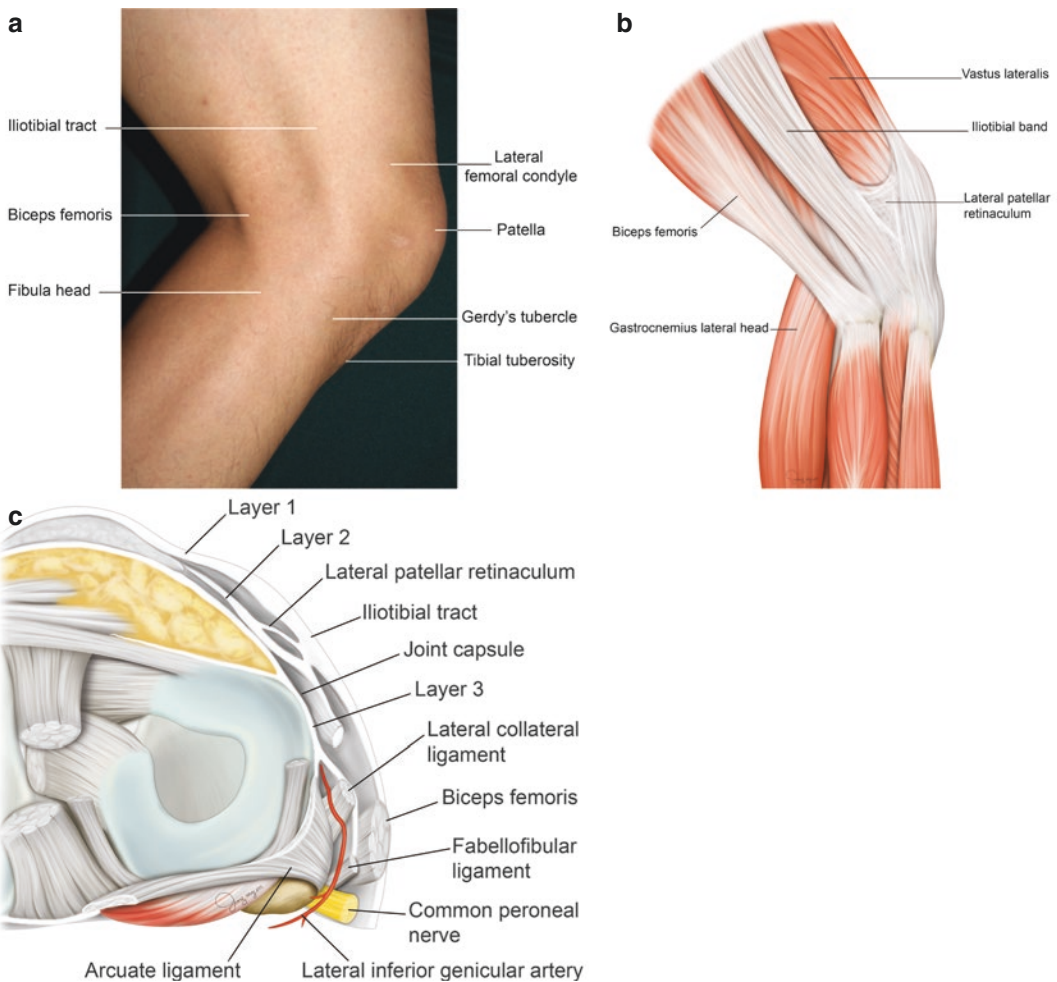 a
Iliotibial tract
Biceps femoris
Fibula head
Lateral
femoral condyle
Patella
Gerdy's tubercle
Tibial tuberosity
b
Vastus lateralis
Iliotibial band
Lateral patellar
retinaculum
Biceps femoris
Gastrocnemius lateral head
c
Layer 1
Layer 2
Lateral patellar retinaculum
Iliotibial tract
Joint capsule
Layer 3
Lateral collateral
ligament
Biceps femoris
Fabellofibular
ligament
Common peroneal
nerve
Arcuate ligament
Lateral inferior genicular artery